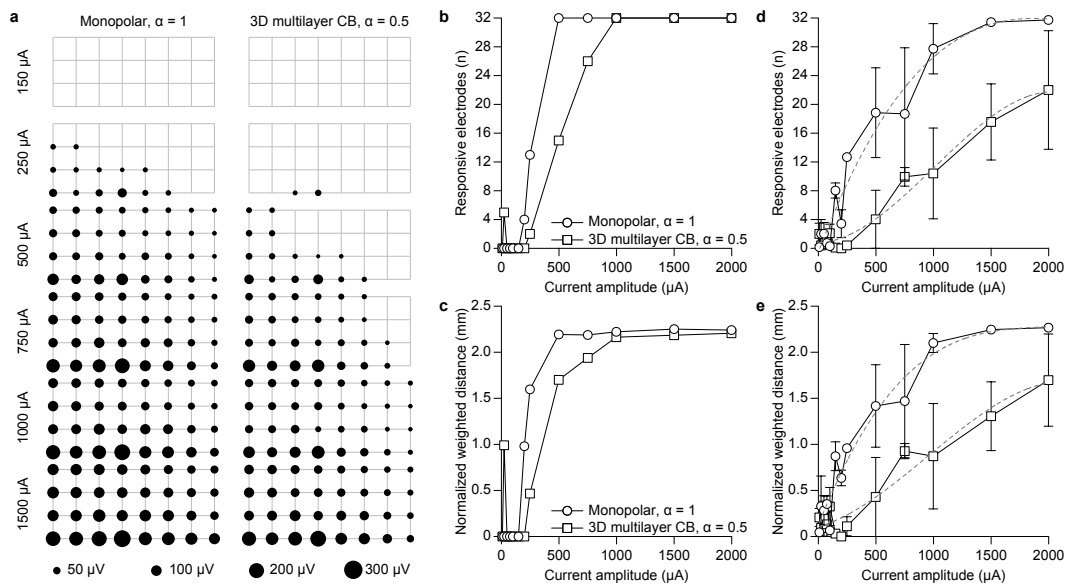 a
Monopolar, α = 1
3D multilayer CB, α = 0.5
150 µA
250 µA
500 µA
750 µA
1000 µA
1500 µA
50 µV
100 µV
200 µV
300 µV
b
Responsive electrodes (n)
32
28
24
20
16
12
8
4
0
Monopolar, α = 1
3D multilayer CB, α = 0.5
0 500 1000 1500 2000
Current amplitude (µA)
c
Normalized weighted distance (mm)
2.5
2.0
1.5
1.0
0.5
0
Monopolar, α = 1
3D multilayer CB, α = 0.5
0 500 1000 1500 2000
Current amplitude (µA)
d
Responsive electrodes (n)
32
28
24
20
16
12
8
4
0
0 500 1000 1500 2000
Current amplitude (µA)
e
Normalized weighted distance (mm)
2.5
2.0
1.5
1.0
0.5
0
0 500 1000 1500 2000
Current amplitude (µA)